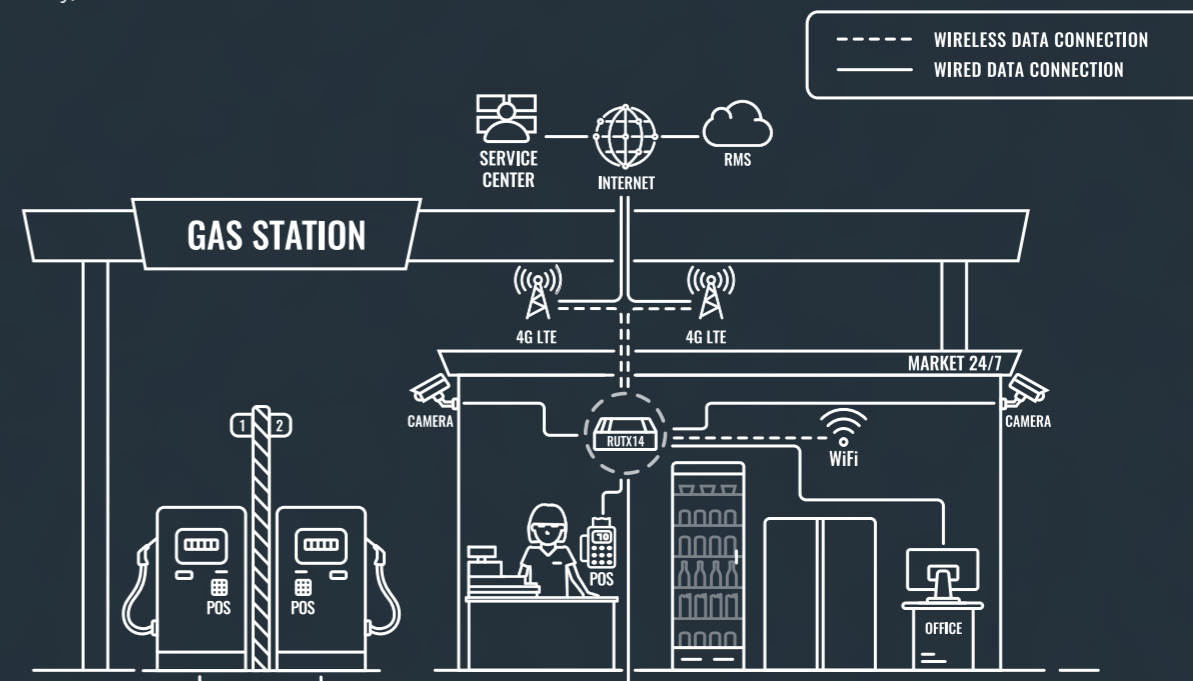 WIRELESS DATA CONNECTION
WIRED DATA CONNECTION
SERVICE
CENTER
INTERNET
RMS
GAS STATION
4G LTE
4G LTE
MARKET 24/7
CAMERA
CAMERA
1
2
RUTX14
WiFi
POS
POS
POS
OFFICE